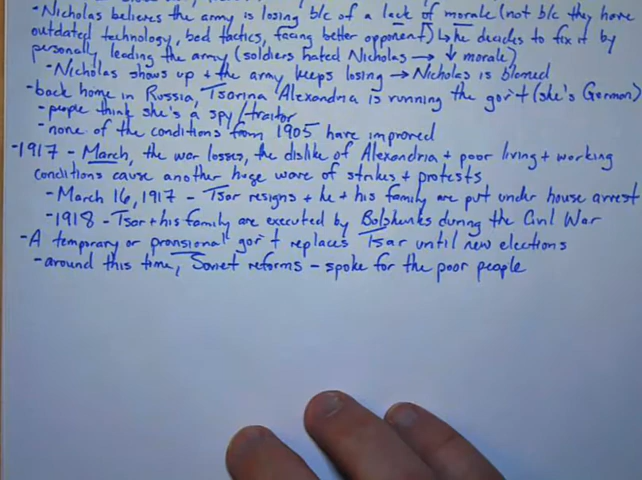 -Nicholas believes the army is losing b/c of a lack of morale (not b/c they have
outdated technology, bad tactics, facing better opponent) ↳he decides to fix it by
personally leading the army (soldiers hated Nicholas → ↓ morale)
-Nicholas shows up + the army keeps losing → Nicholas is blamed
-back home in Russia, Tsarina Alexandria is running the gov't (she's German)
-people think she's a spy/traitor
-none of the conditions from 1905 have improved
-1917 - March, the war losses, the dislike of Alexandria + poor living + working
conditions cause another huge wave of strikes + protests
-March 16, 1917 - Tsar resigns + he + his family are put under house arrest
-1918 - Tsar + his family are executed by Bolsheviks during the Civil War
-A temporary or provisional gov't replaces Tsar until new elections
-around this time, Soviet reforms - spoke for the poor people